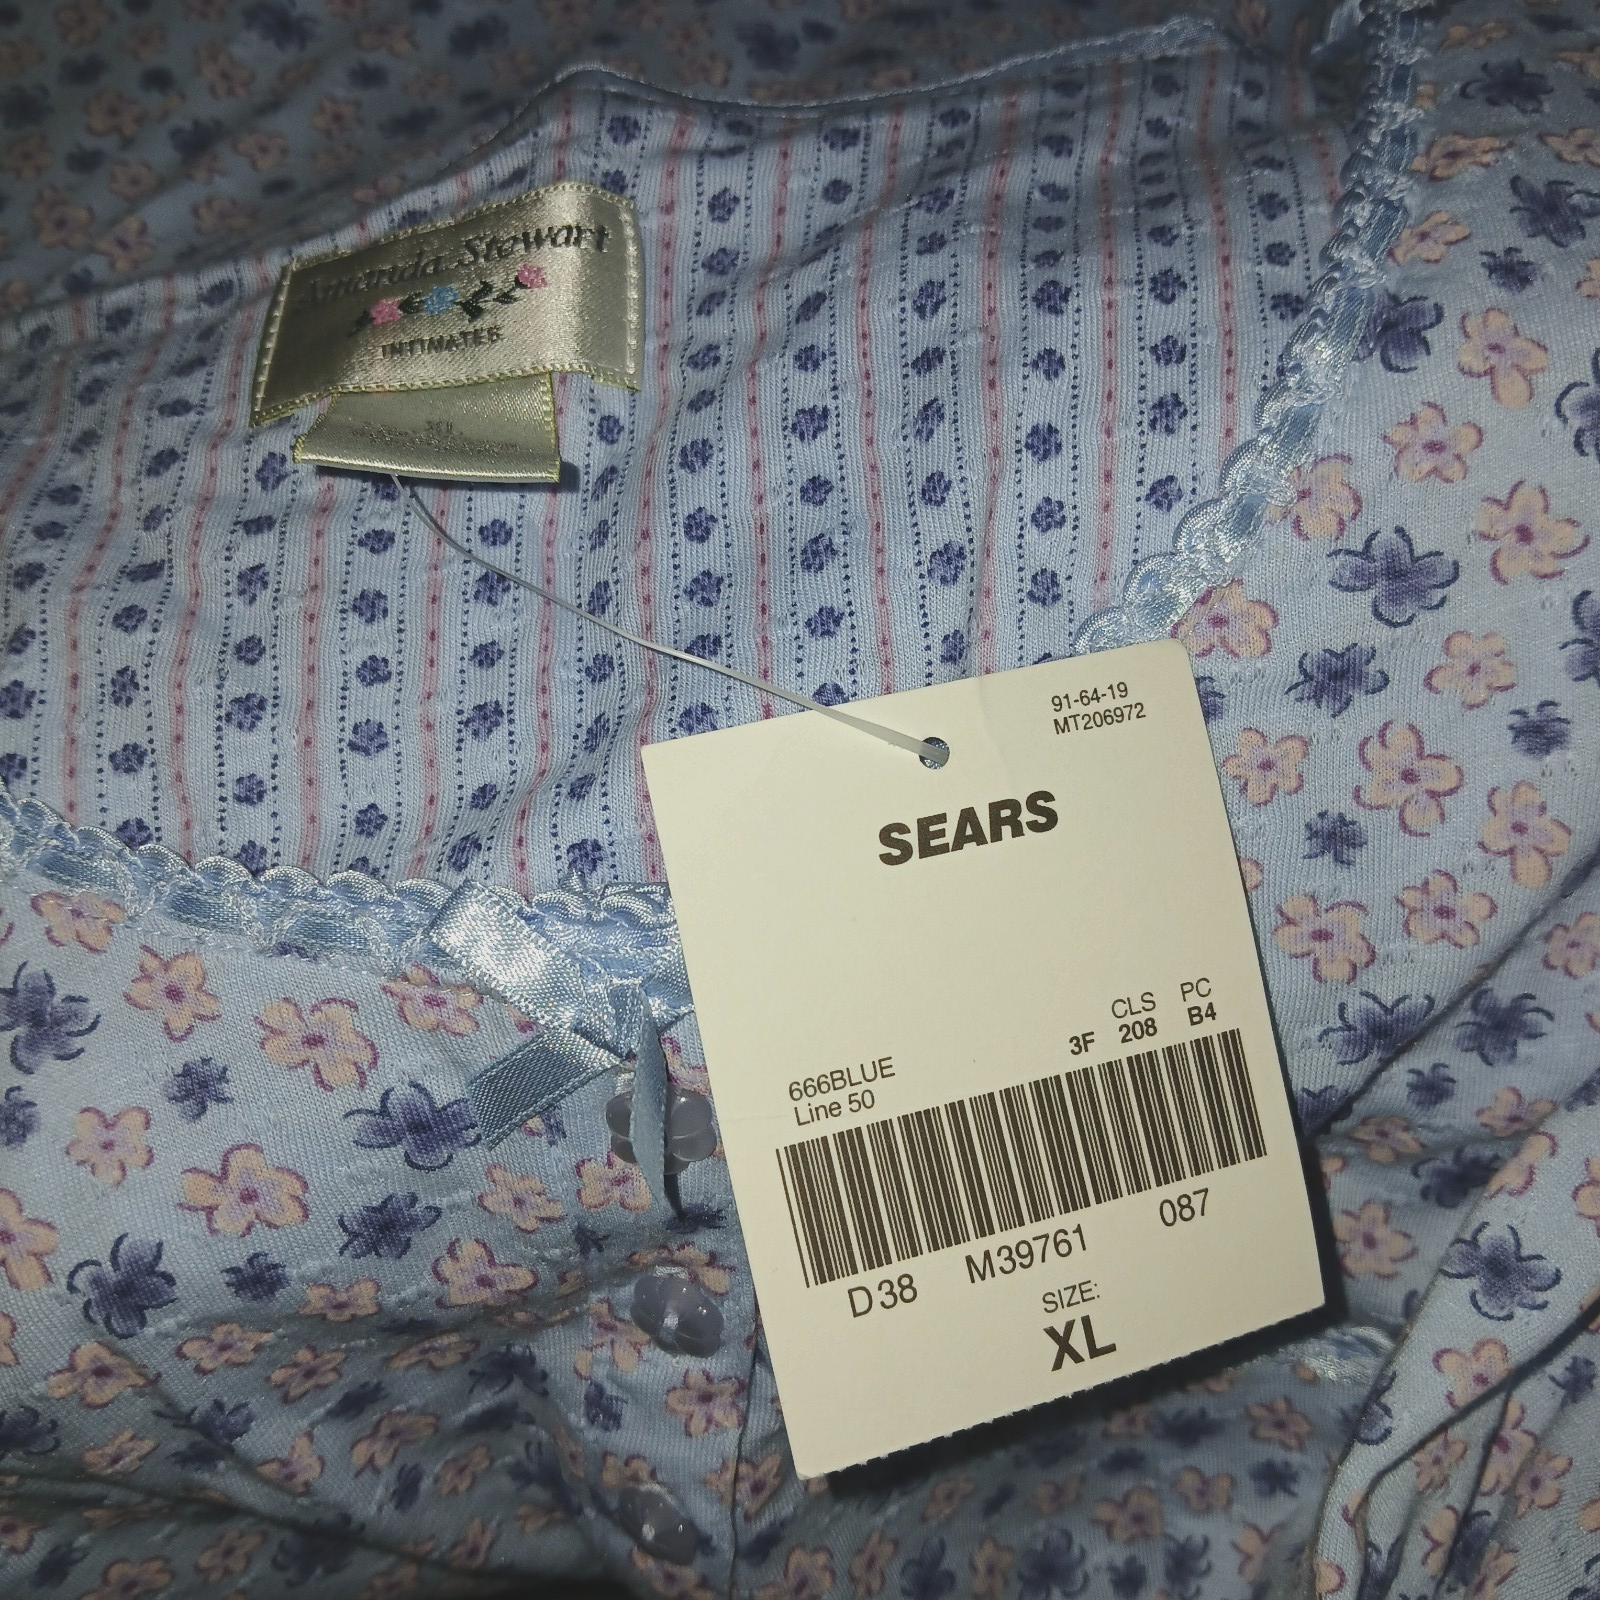 Amanda Stewart
INTIMATES
91-64-19
MT206972
SEARS
CLS PC
3F 208 B4
666BLUE
Line 50
D38 M39761 087
SIZE:
XL